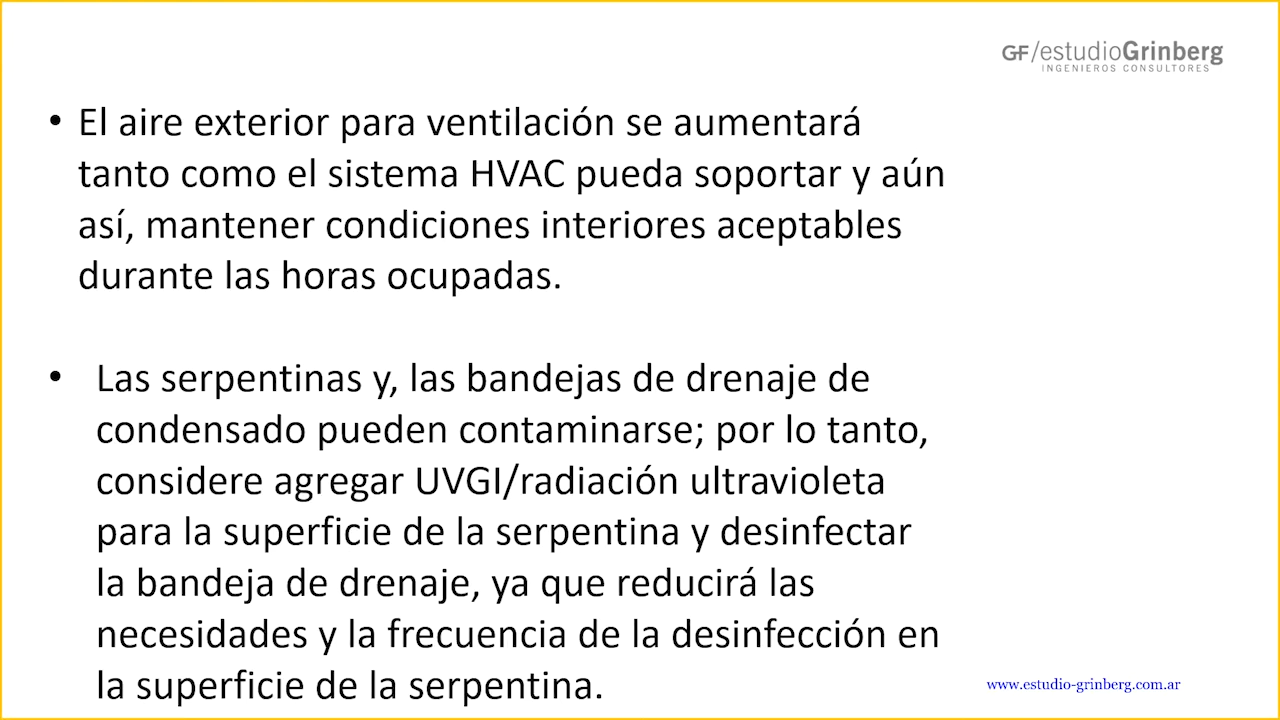 GF/estudioGrinberg
INGENIEROS CONSULTORES
• El aire exterior para ventilación se aumentará
tanto como el sistema HVAC pueda soportar y aún
así, mantener condiciones interiores aceptables
durante las horas ocupadas.
• Las serpentinas y, las bandejas de drenaje de
condensado pueden contaminarse; por lo tanto,
considere agregar UVGI/radiación ultravioleta
para la superficie de la serpentina y desinfectar
la bandeja de drenaje, ya que reducirá las
necesidades y la frecuencia de la desinfección en
la superficie de la serpentina.
www.estudio-grinberg.com.ar